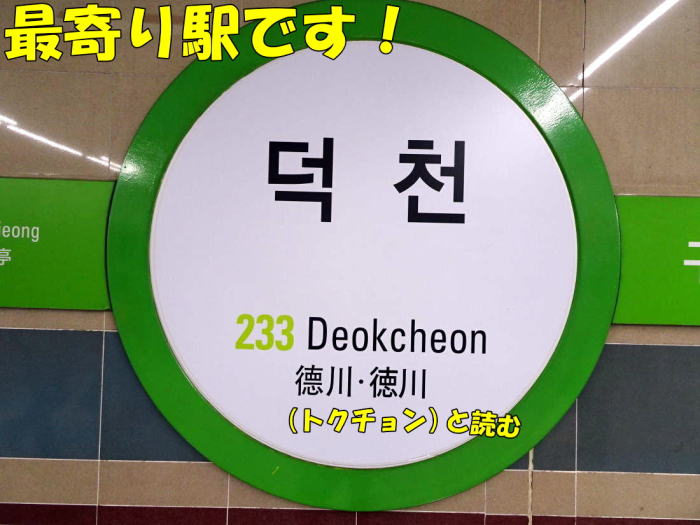 最寄り駅です！
덕천
233 Deokcheon
德川·徳川
(トクチョン)と読む
jeong
亭